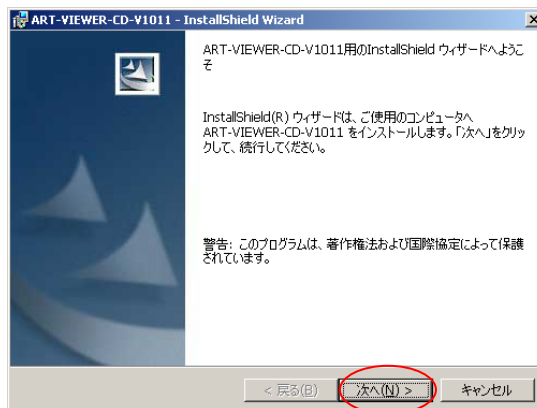 ART-VIEWER-CD-V1011 - InstallShield Wizard
ART-VIEWER-CD-V1011用のInstallShield ウィザードへようこ
そ
InstallShield(R) ウィザードは、ご使用のコンピュータへ
ART-VIEWER-CD-V1011 をインストールします。「次へ」をクリッ
クして、続行してください。
警告: このプログラムは、著作権法および国際協定によって保護
されています。
< 戻る(B) 次へ(N) > キャンセル